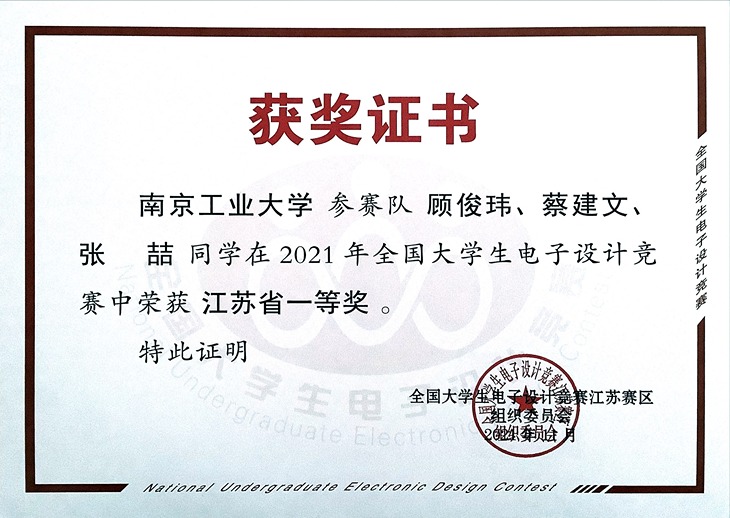 获奖证书
南京工业大学 参赛队 顾俊玮、蔡建文、
张 喆 同学在 2021 年全国大学生电子设计竞
赛中荣获 江苏省一等奖 。
特此证明
全国大学生电子设计竞赛江苏赛区
组织委员会
2021 年 11 月
全国大学生电子设计竞赛
National Undergraduate Electronic Design Contest